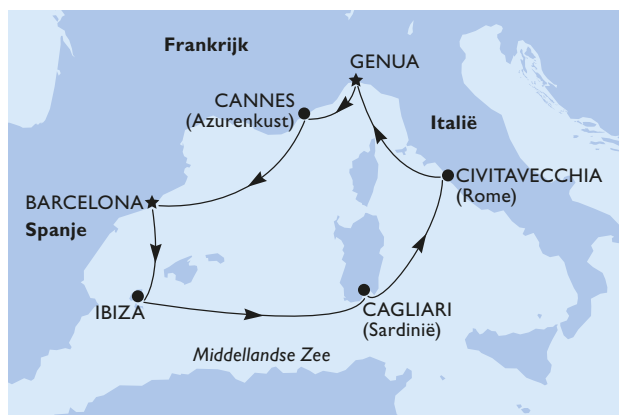 Frankrijk
GENUA
CANNES
(Azurenkust)
Italië
CIVITAVECCHIA
(Rome)
BARCELONA
Spanje
IBIZA
CAGLIARI
(Sardinië)
Middellandse Zee